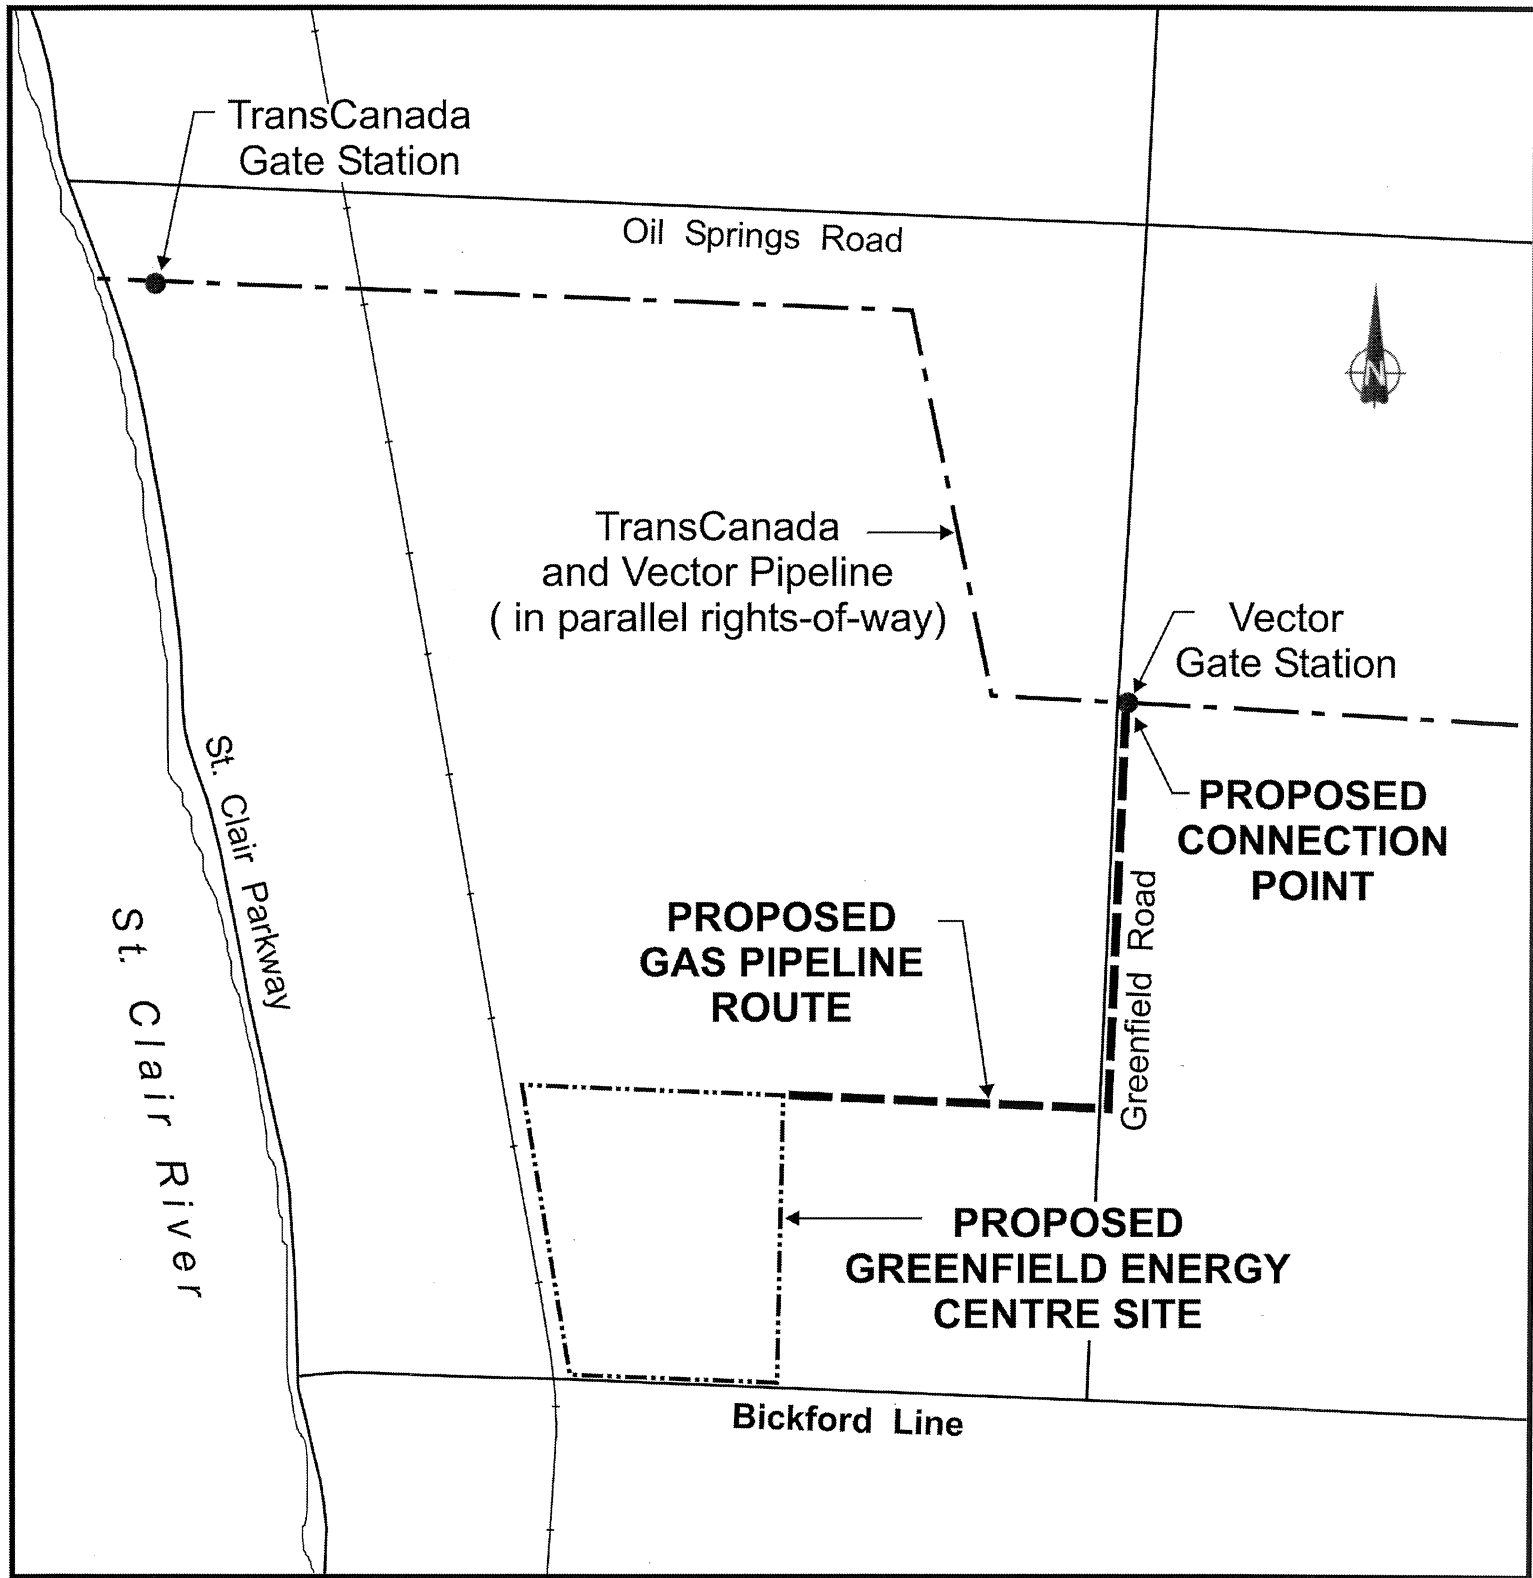 TransCanada
Gate Station
Oil Springs Road
N
TransCanada
and Vector Pipeline
( in parallel rights-of-way)
Vector
Gate Station
St. Clair Parkway
PROPOSED
CONNECTION
POINT
St. Clair River
PROPOSED
GAS PIPELINE
ROUTE
Greenfield Road
PROPOSED
GREENFIELD ENERGY
CENTRE SITE
Bickford Line